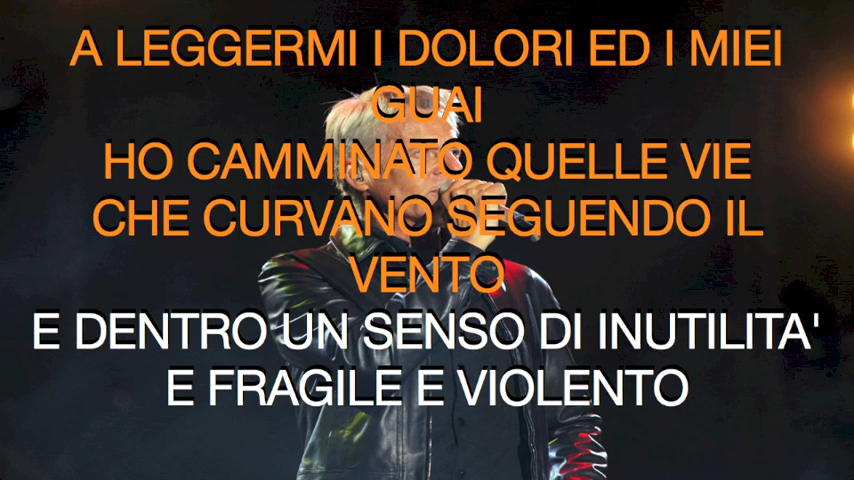 A LEGGERMI I DOLORI ED I MIEI
GUAI
HO CAMMINATO QUELLE VIE
CHE CURVANO SEGUENDO IL
VENTO
E DENTRO UN SENSO DI INUTILITA'
E FRAGILE E VIOLENTO